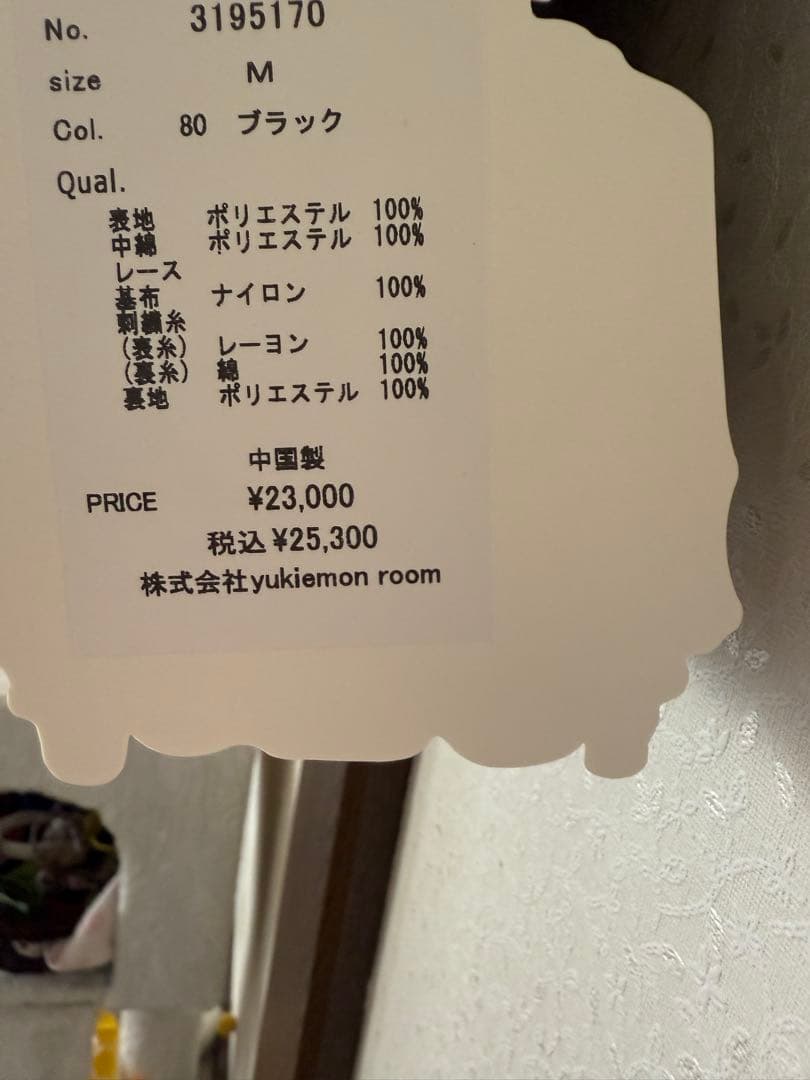 No. 3195170
size M
Col. 80 ブラック
Qual.
表地 ポリエステル 100%
中綿 ポリエステル 100%
レース
基布 ナイロン 100%
刺繍糸
(表糸) レーヨン 100%
(裏糸) 綿 100%
裏地 ポリエステル 100%
中国製
PRICE ¥23,000
税込¥25,300
株式会社yukiemon room